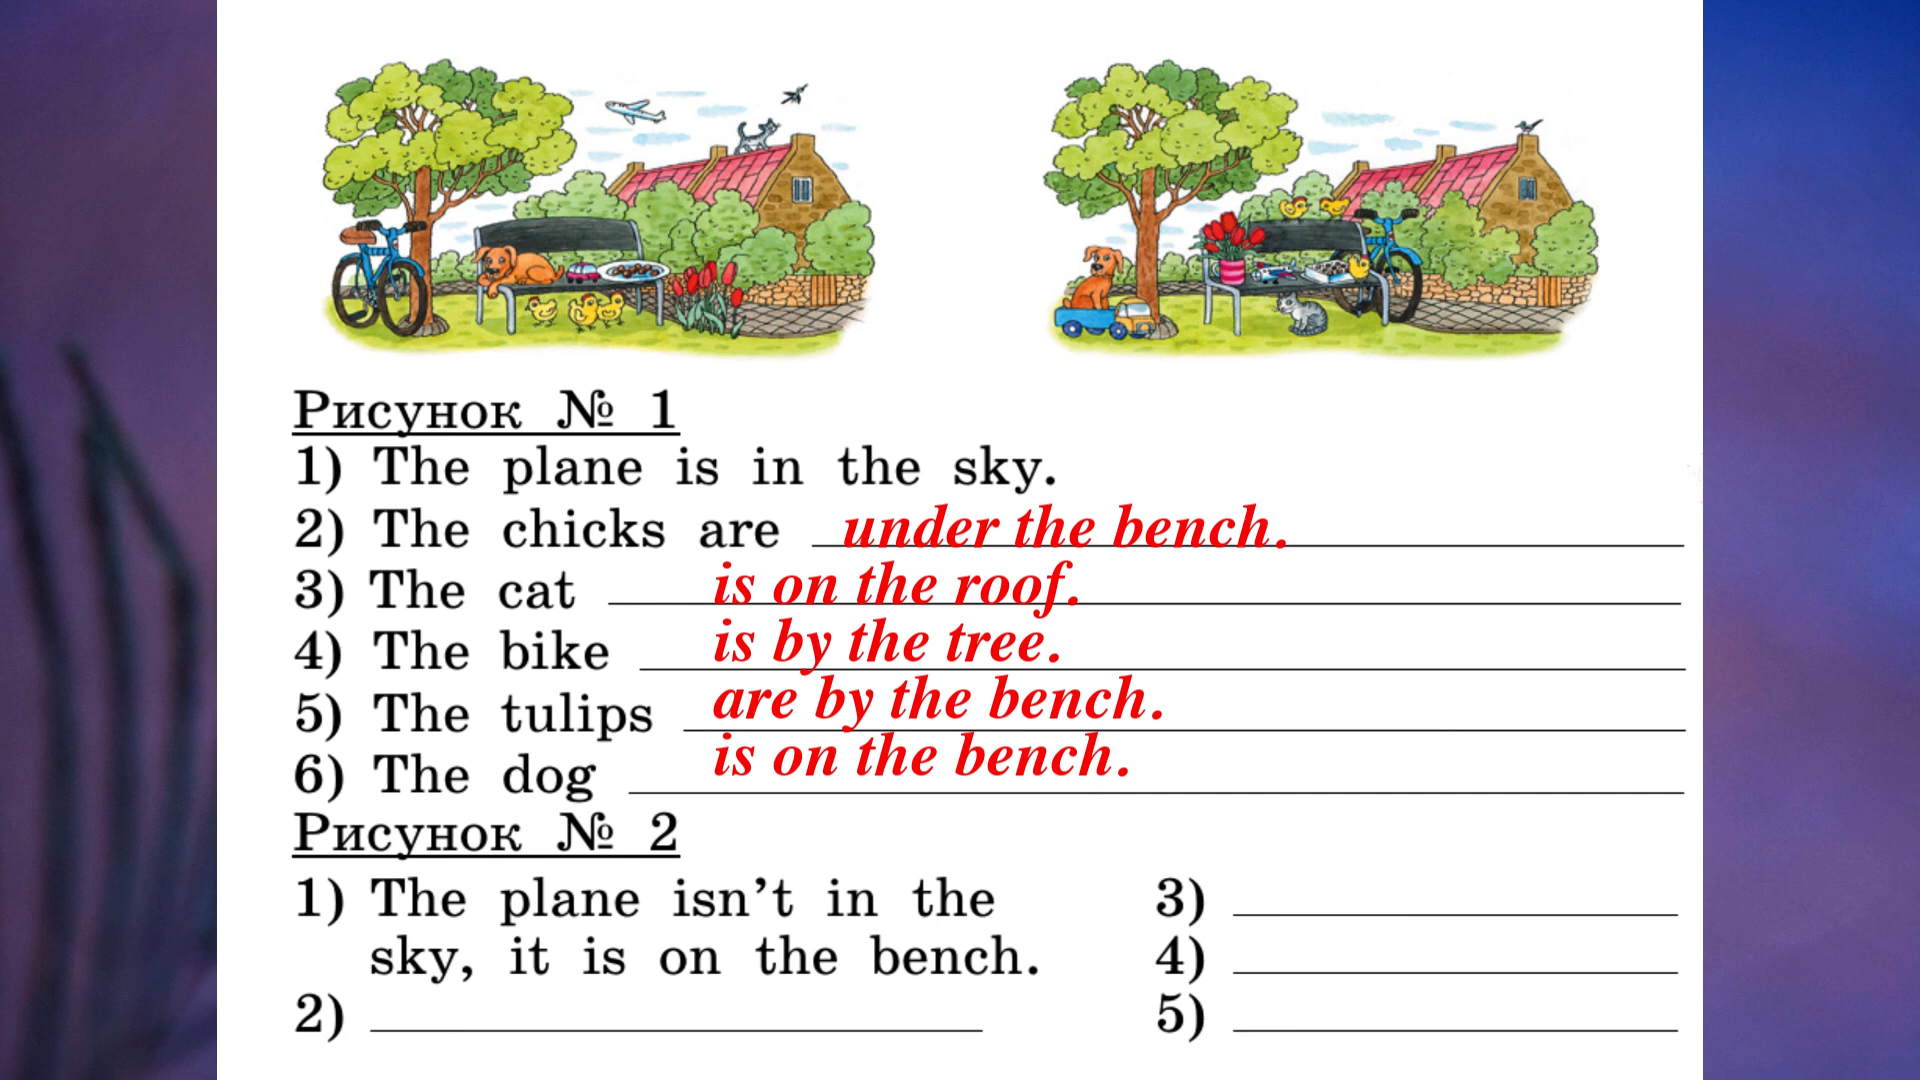 Рисунок № 1
1) The plane is in the sky.
2) The chicks are under the bench.
3) The cat is on the roof.
4) The bike is by the tree.
5) The tulips are by the bench.
6) The dog is on the bench.
Рисунок № 2
1) The plane isn't in the
sky, it is on the bench.
2)
3)
4)
5)